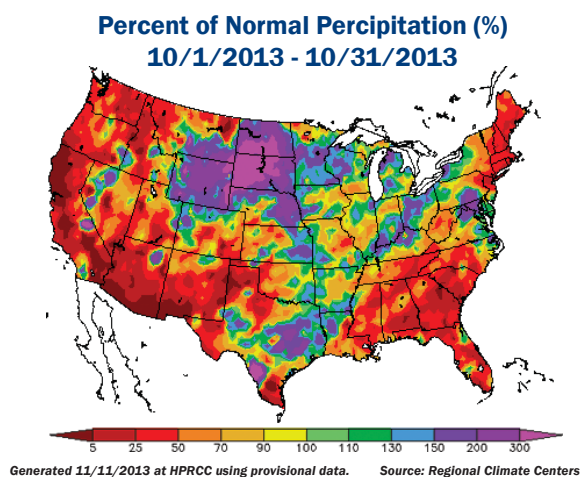 Percent of Normal Percipitation (%)
10/1/2013 - 10/31/2013
5 25 50 70 90 100 110 130 150 200 300
Generated 11/11/2013 at HPRCC using provisional data. Source: Regional Climate Centers